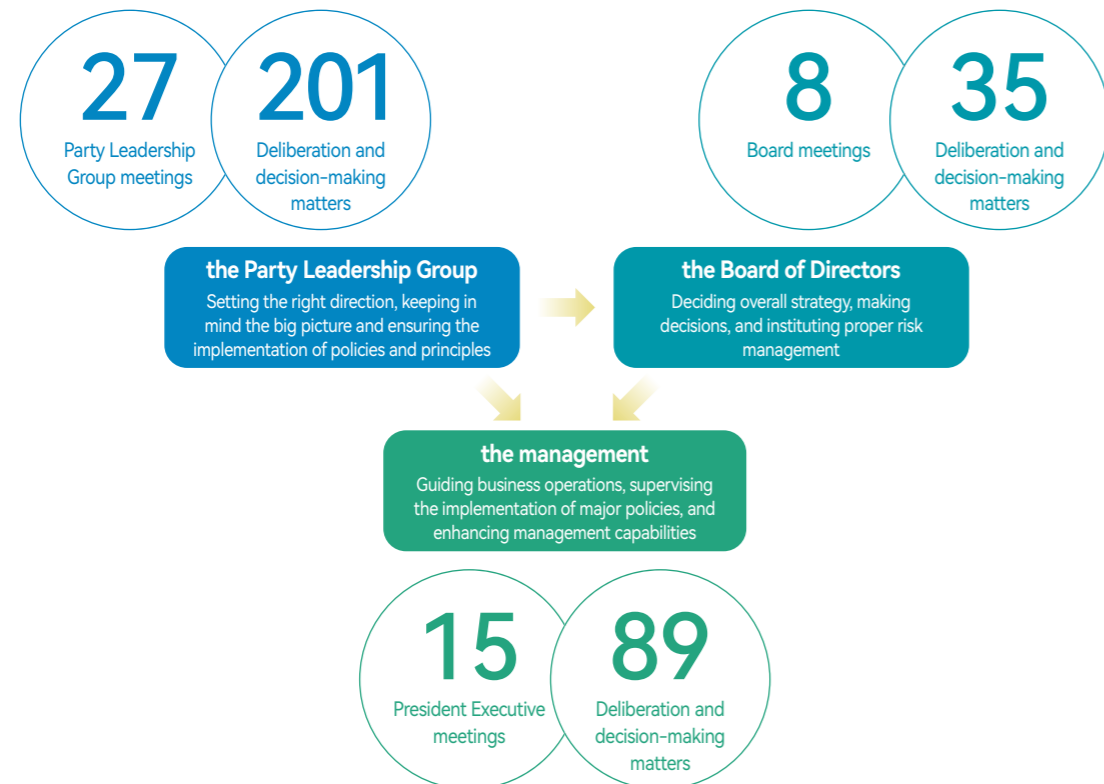 27
Party Leadership
Group meetings
201
Deliberation and
decision-making
matters
8
Board meetings
35
Deliberation and
decision-making
matters
the Party Leadership Group
Setting the right direction, keeping in
mind the big picture and ensuring the
implementation of policies and principles
the Board of Directors
Deciding overall strategy, making
decisions, and instituting proper risk
management
the management
Guiding business operations, supervising
the implementation of major policies, and
enhancing management capabilities
15
President Executive
meetings
89
Deliberation and
decision-making
matters